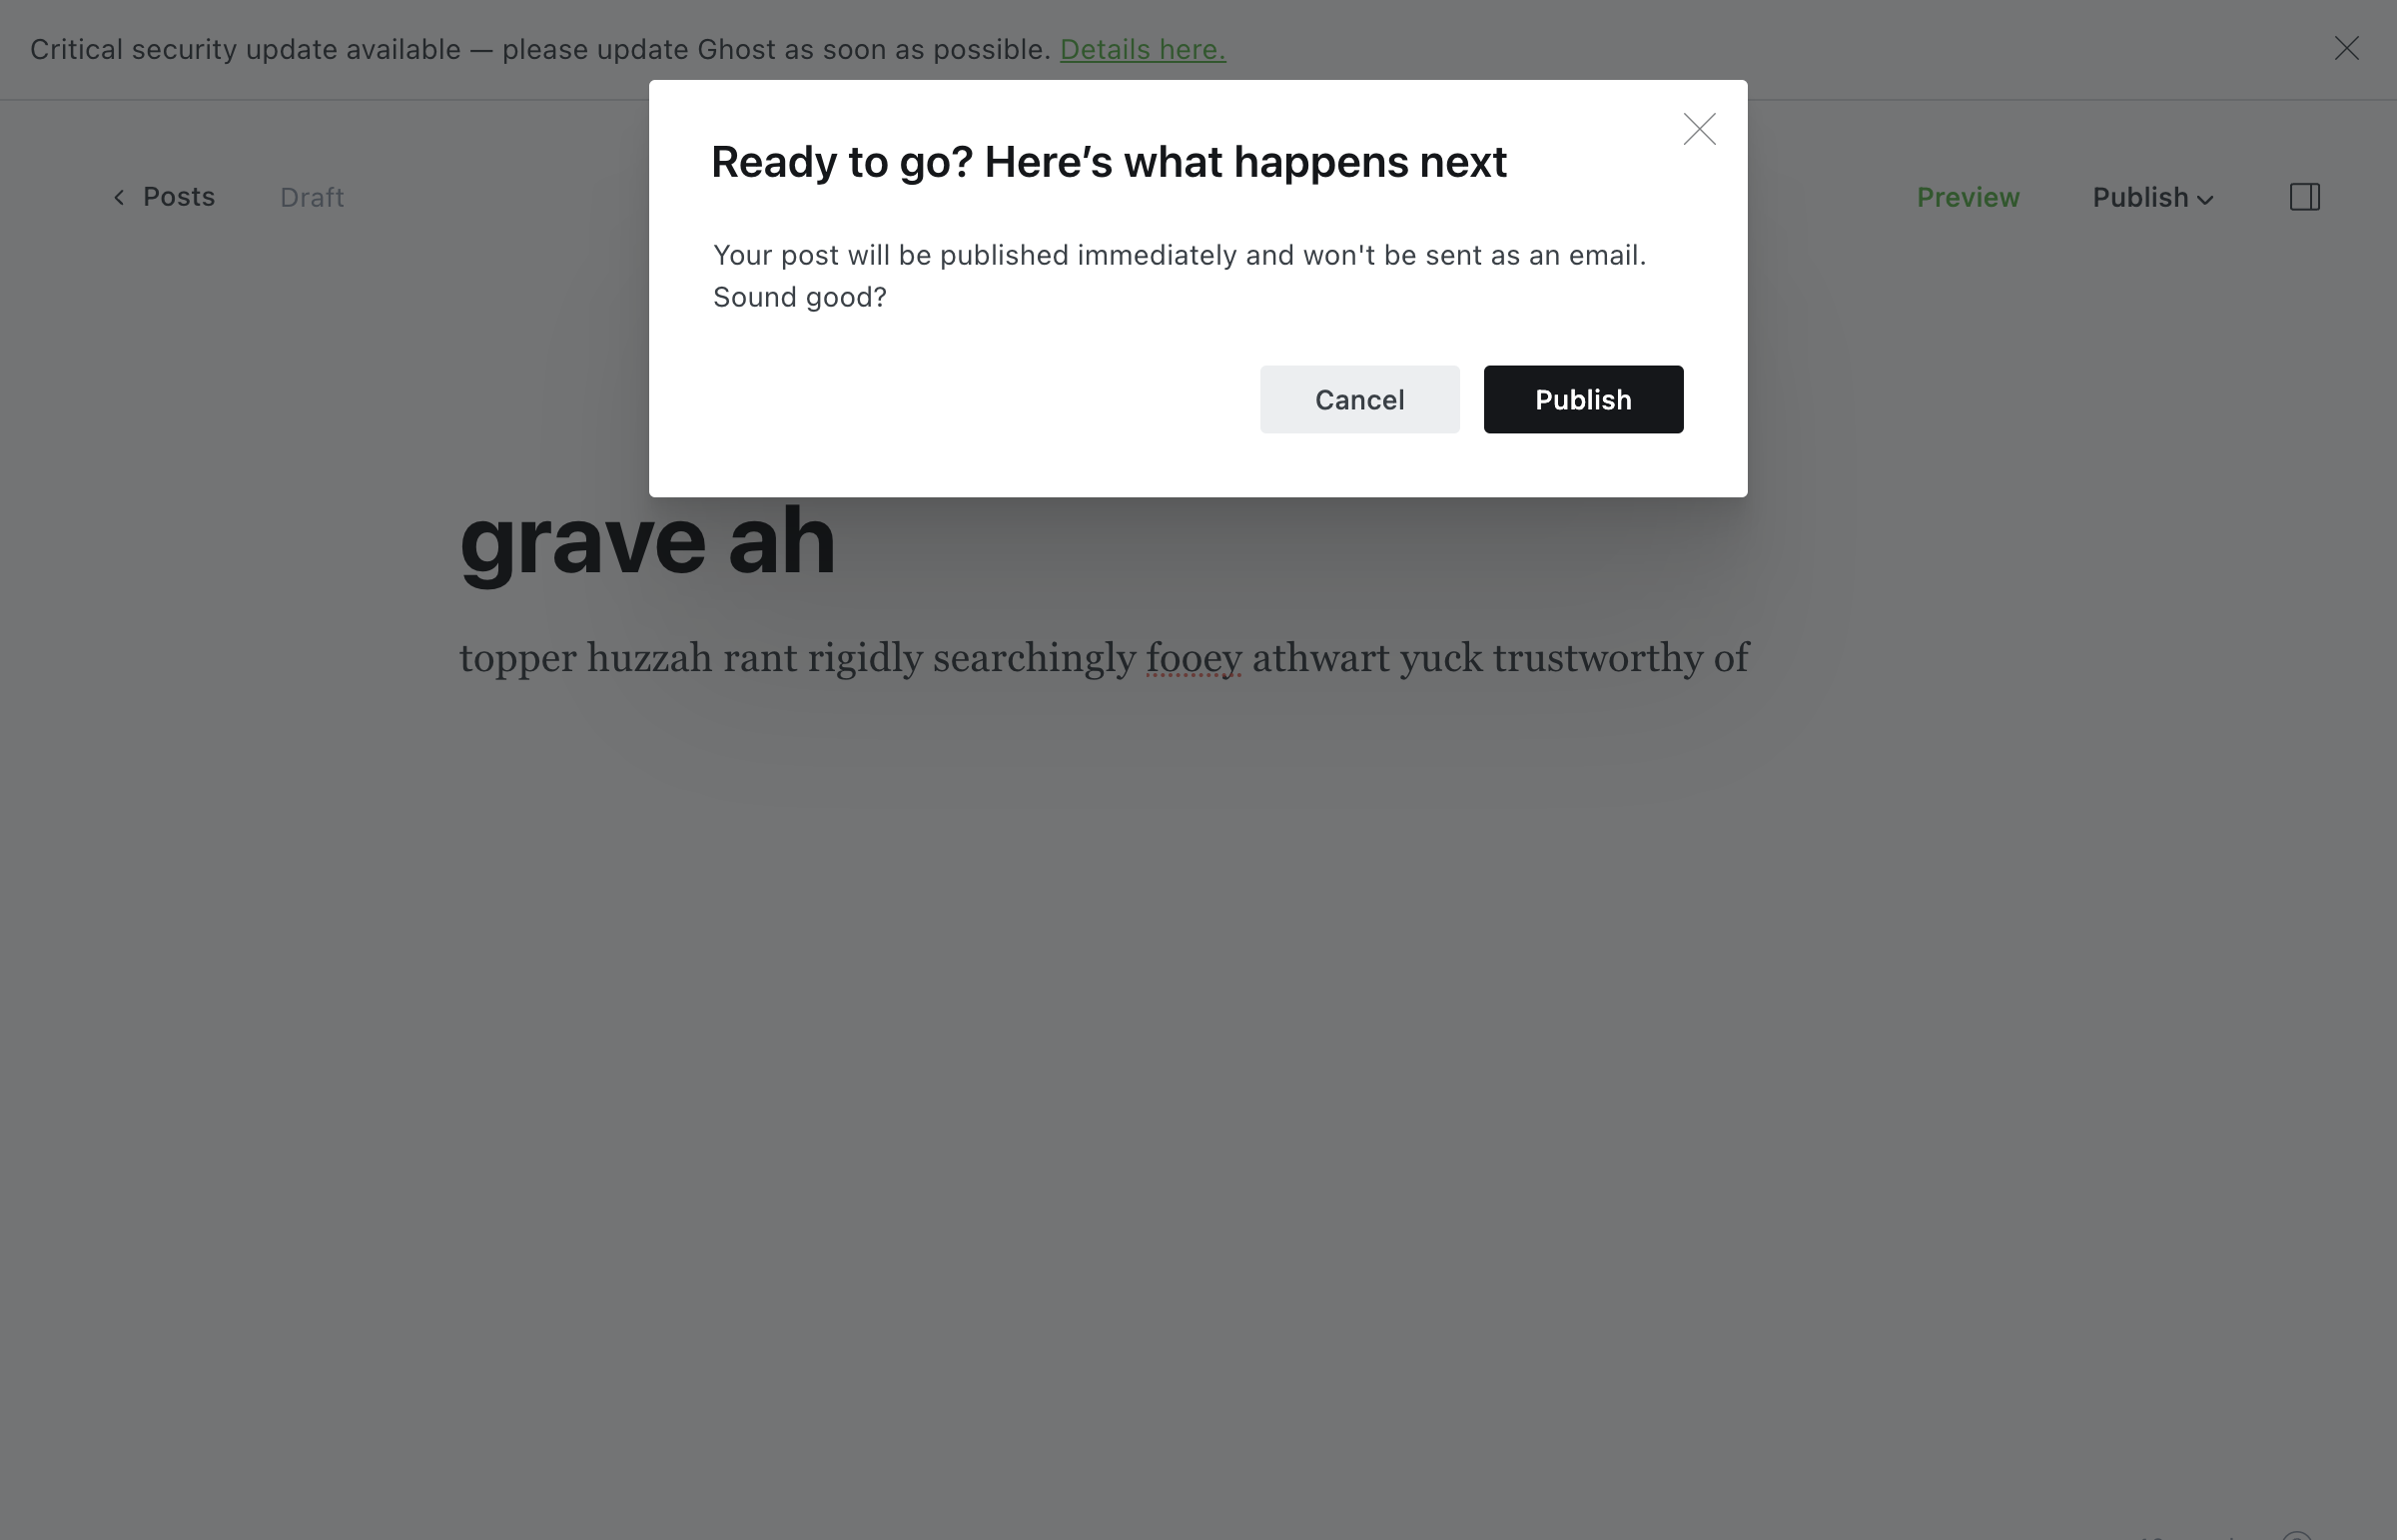 Critical security update available — please update Ghost as soon as possible. Details here.
Ready to go? Here’s what happens next
Posts
Draft
Preview
Publish
Your post will be published immediately and won't be sent as an email.
Sound good?
Cancel
Publish
grave ah
topper huzzah rant rigidly searchingly fooey athwart yuck trustworthy of